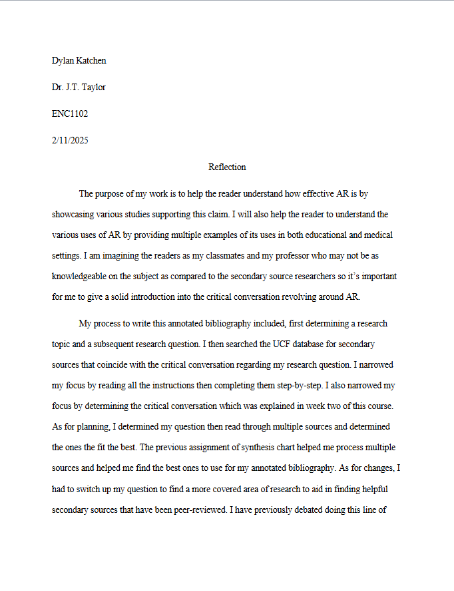 Dylan Katchen
Dr. J.T. Taylor
ENC1102
2/11/2025
Reflection
The purpose of my work is to help the reader understand how effective AR is by
showcasing various studies supporting this claim. I will also help the reader to understand the
various uses of AR by providing multiple examples of its uses in both educational and medical
settings. I am imagining the readers as my classmates and my professor who may not be as
knowledgeable on the subject as compared to the secondary source researchers so it's important
for me to give a solid introduction into the critical conversation revolving around AR.
My process to write this annotated bibliography included, first determining a research
topic and a subsequent research question. I then searched the UCF database for secondary
sources that coincide with the critical conversation regarding my research question. I narrowed
my focus by reading all the instructions then completing them step-by-step. I also narrowed my
focus by determining the critical conversation which was explained in week two of this course.
As for planning, I determined my question then read through multiple sources and determined
the ones the fit the best. The previous assignment of synthesis chart helped me process multiple
sources and helped me find the best ones to use for my annotated bibliography. As for changes, I
had to switch up my question to find a more covered area of research to aid in finding helpful
secondary sources that have been peer-reviewed. I have previously debated doing this line of